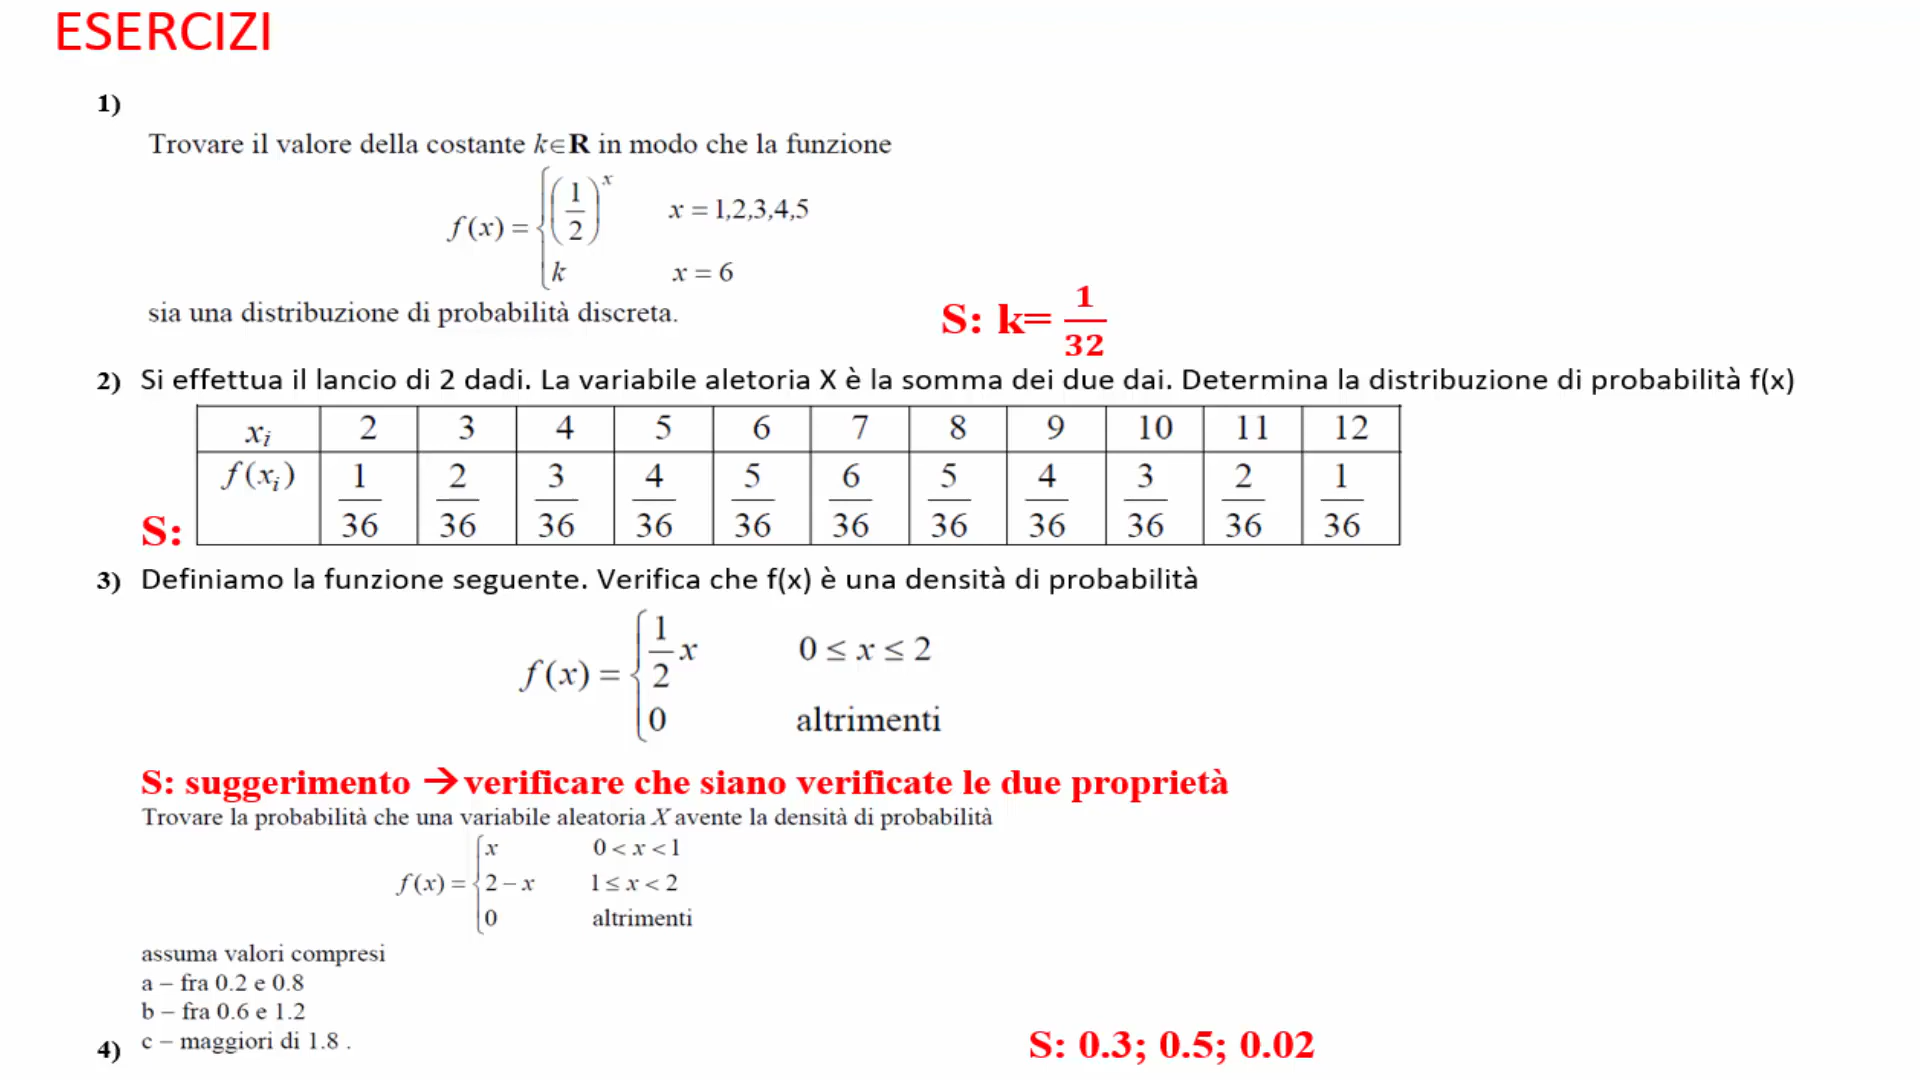 ESERCIZI
1)
Trovare il valore della costante k∈R in modo che la funzione
f(x) = { (1/2)^x x = 1,2,3,4,5
k x = 6
sia una distribuzione di probabilità discreta.
S: k= 1/32
2) Si effettua il lancio di 2 dadi. La variabile aletoria X è la somma dei due dai. Determina la distribuzione di probabilità f(x)
x_i 2 3 4 5 6 7 8 9 10 11 12
S: f(x_i) 1/36 2/36 3/36 4/36 5/36 6/36 5/36 4/36 3/36 2/36 1/36
3) Definiamo la funzione seguente. Verifica che f(x) è una densità di probabilità
f(x) = { 1/2 x 0 ≤ x ≤ 2
0 altrimenti
S: suggerimento → verificare che siano verificate le due proprietà
Trovare la probabilità che una variabile aleatoria X avente la densità di probabilità
f(x) = { x 0 < x < 1
2 − x 1 ≤ x < 2
0 altrimenti
assuma valori compresi
a – fra 0.2 e 0.8
b – fra 0.6 e 1.2
4) c – maggiori di 1.8 .
S: 0.3; 0.5; 0.02